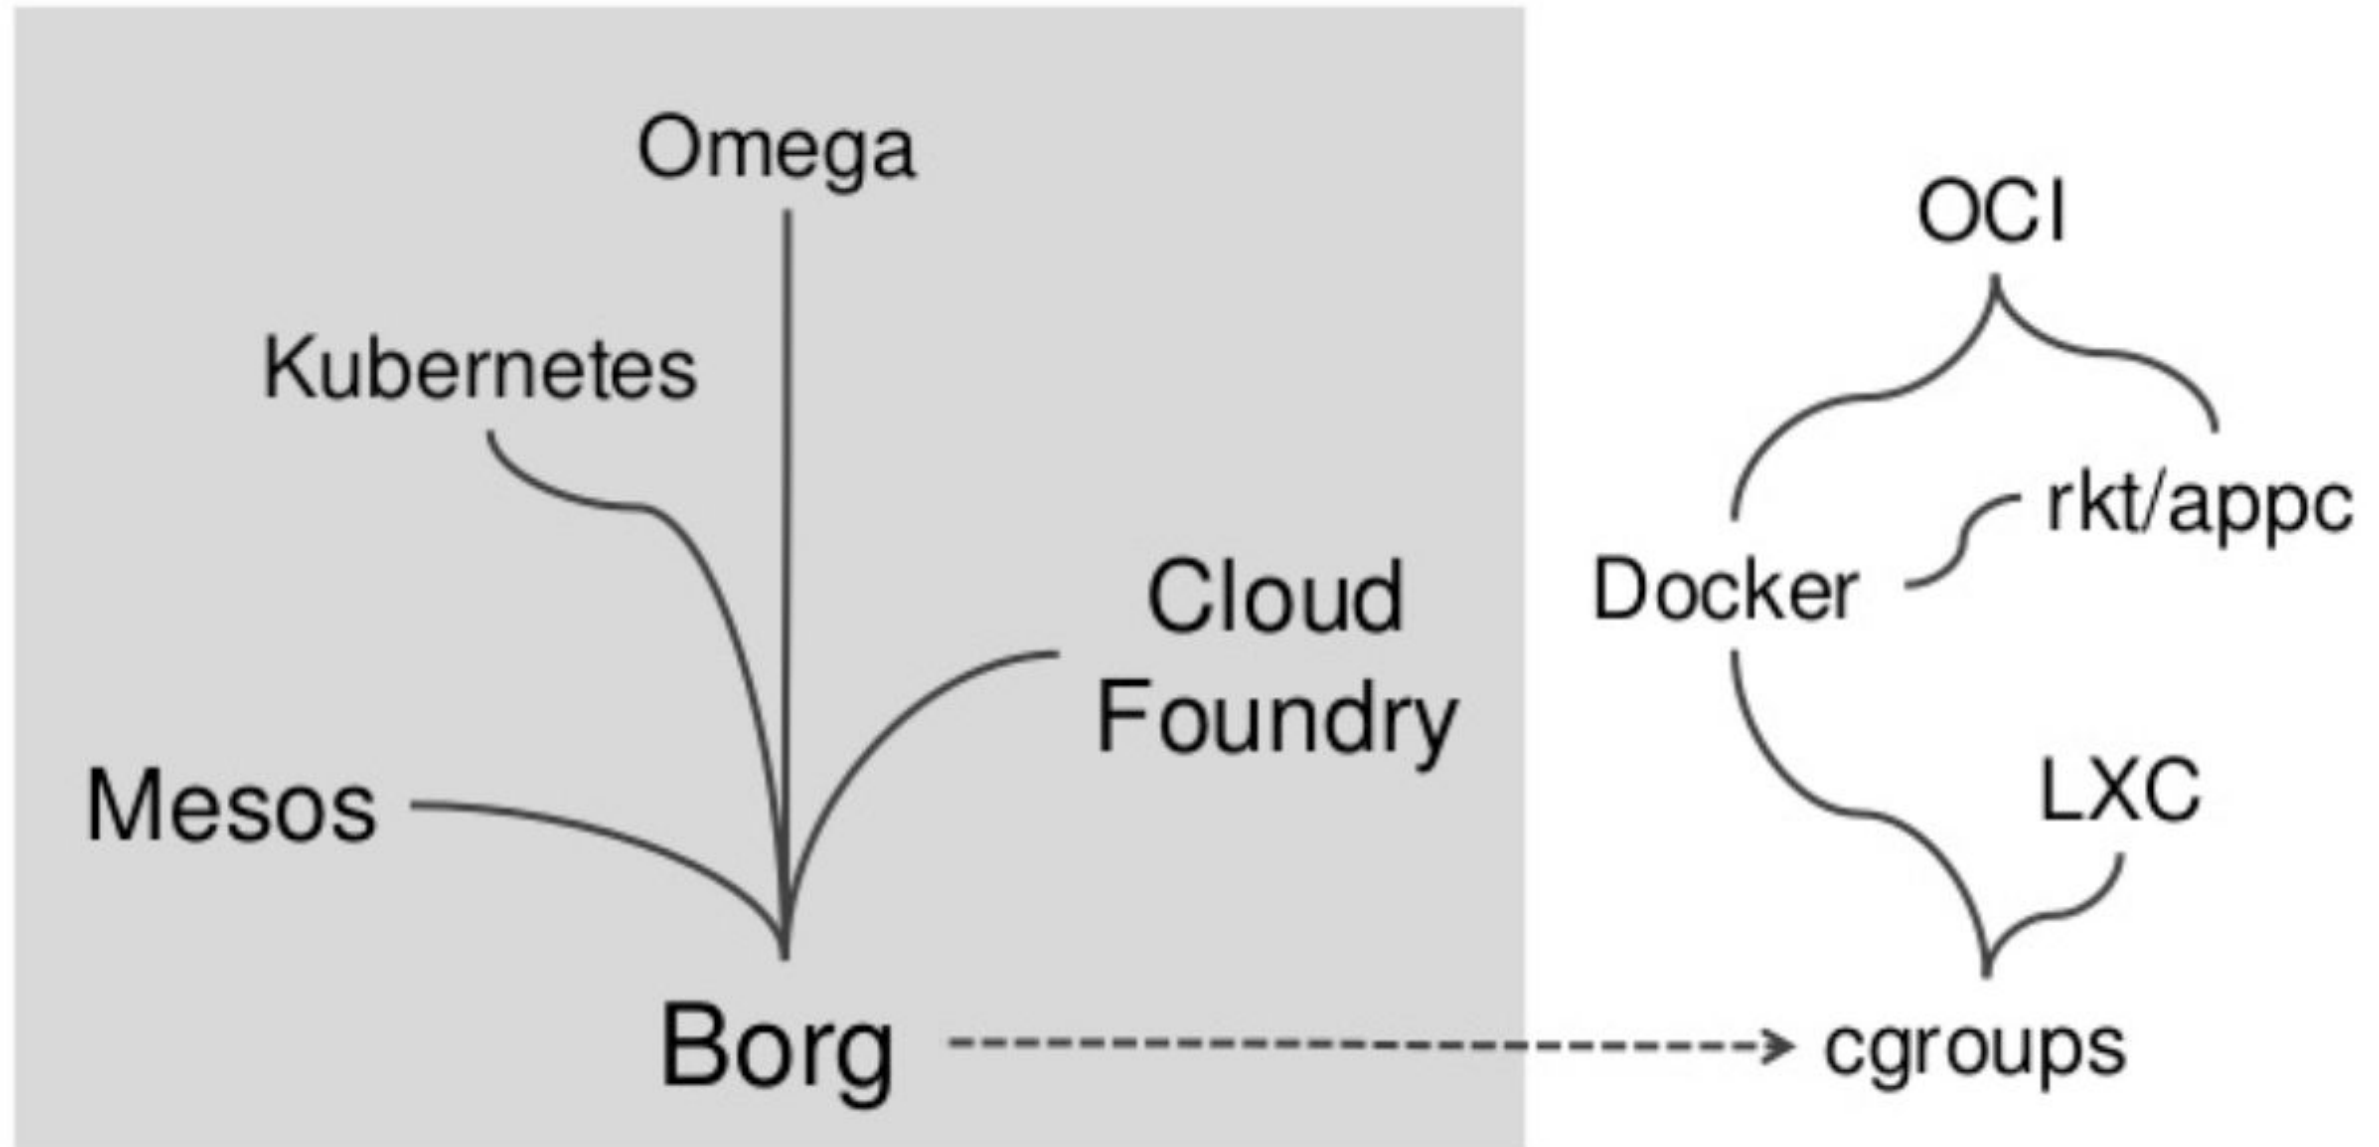 Omega
OCI
Kubernetes
rkt/appc
Docker
Cloud
Foundry
Mesos
LXC
Borg
cgroups